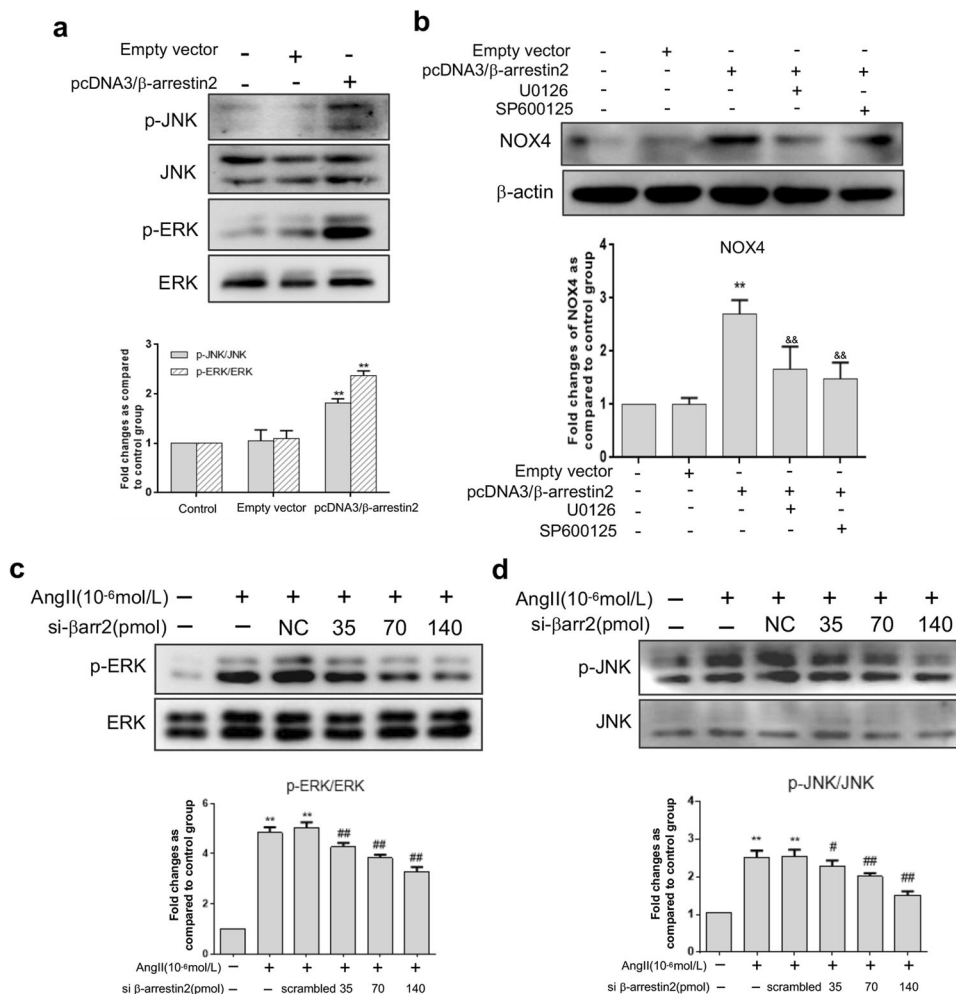 a
Empty vector - + -
pcDNA3/β-arrestin2 - - +
p-JNK
JNK
p-ERK
ERK
Fold changes as compared
to control group
3
2
1
0
p-JNK/JNK
p-ERK/ERK
** **
Control Empty vector pcDNA3/β-arrestin2
b
Empty vector - + - - -
pcDNA3/β-arrestin2 - - + + +
U0126 - - - + -
SP600125 - - - - +
NOX4
β-actin
NOX4
Fold changes of NOX4 as
compared to control group
4
3
2
1
0
** && &&
Empty vector - + - - -
pcDNA3/β-arrestin2 - - + + +
U0126 - - - + -
SP600125 - - - - +
c
AngII(10-6mol/L) – + + + + +
si-βarr2(pmol) – – NC 35 70 140
p-ERK
ERK
p-ERK/ERK
Fold changes as
compared to control group
6
4
2
0
** ** ## ## ##
AngII(10-6mol/L) – + + + + +
si β-arrestin2(pmol) – – scrambled 35 70 140
d
AngII(10-6mol/L) – + + + + +
si-βarr2(pmol) – – NC 35 70 140
p-JNK
JNK
p-JNK/JNK
Fold changes as
compared to control group
4
3
2
1
0
** ** # ## ##
AngII(10-6mol/L) – + + + + +
si β-arrestin2(pmol) – – scrambled 35 70 140